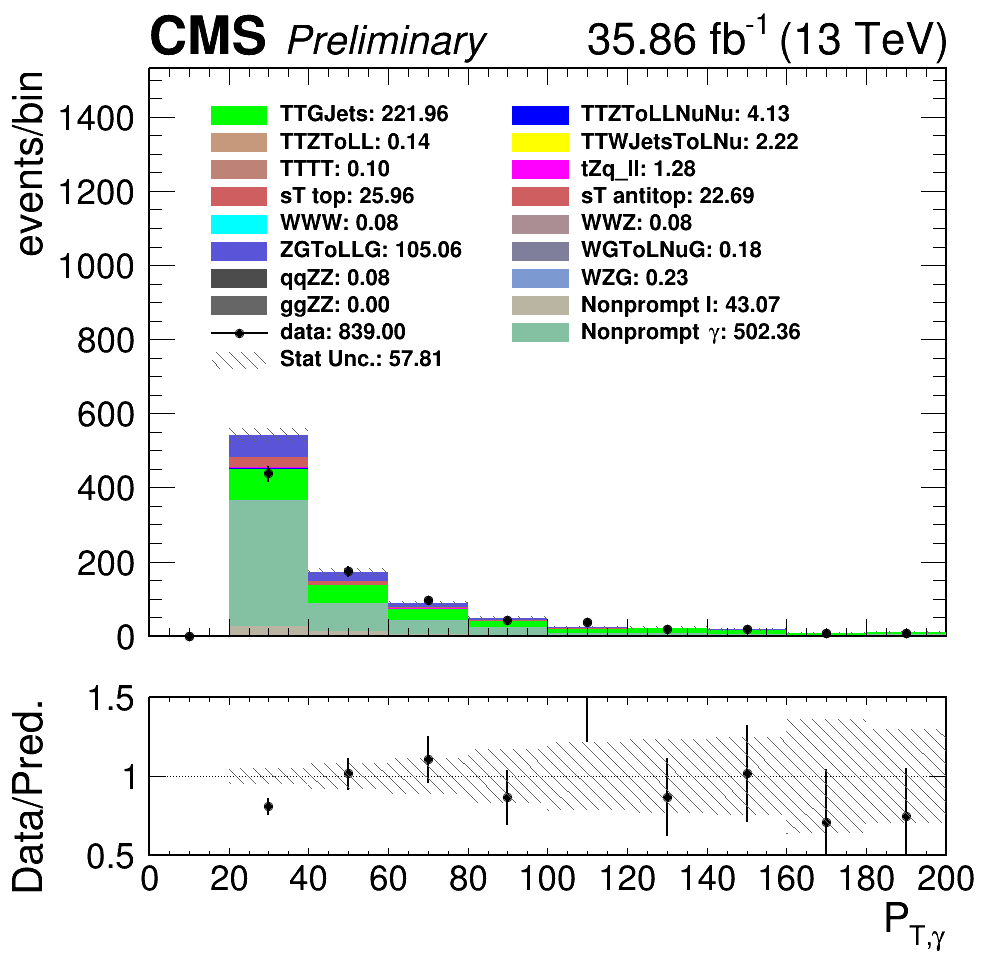 CMS Preliminary 35.86 fb-1 (13 TeV)
events/bin
1400
1200
1000
800
600
400
200
0
TTGJets: 221.96
TTZToLL: 0.14
TTTT: 0.10
sT top: 25.96
WWW: 0.08
ZGToLLG: 105.06
qqZZ: 0.08
ggZZ: 0.00
data: 839.00
Stat Unc.: 57.81
TTZToLLNuNu: 4.13
TTWJetsToLNu: 2.22
tZq_ll: 1.28
sT antitop: 22.69
WWZ: 0.08
WGToLNuG: 0.18
WZG: 0.23
Nonprompt l: 43.07
Nonprompt γ: 502.36
Data/Pred.
1.5
1
0.5
0 20 40 60 80 100 120 140 160 180 200
PT,γ